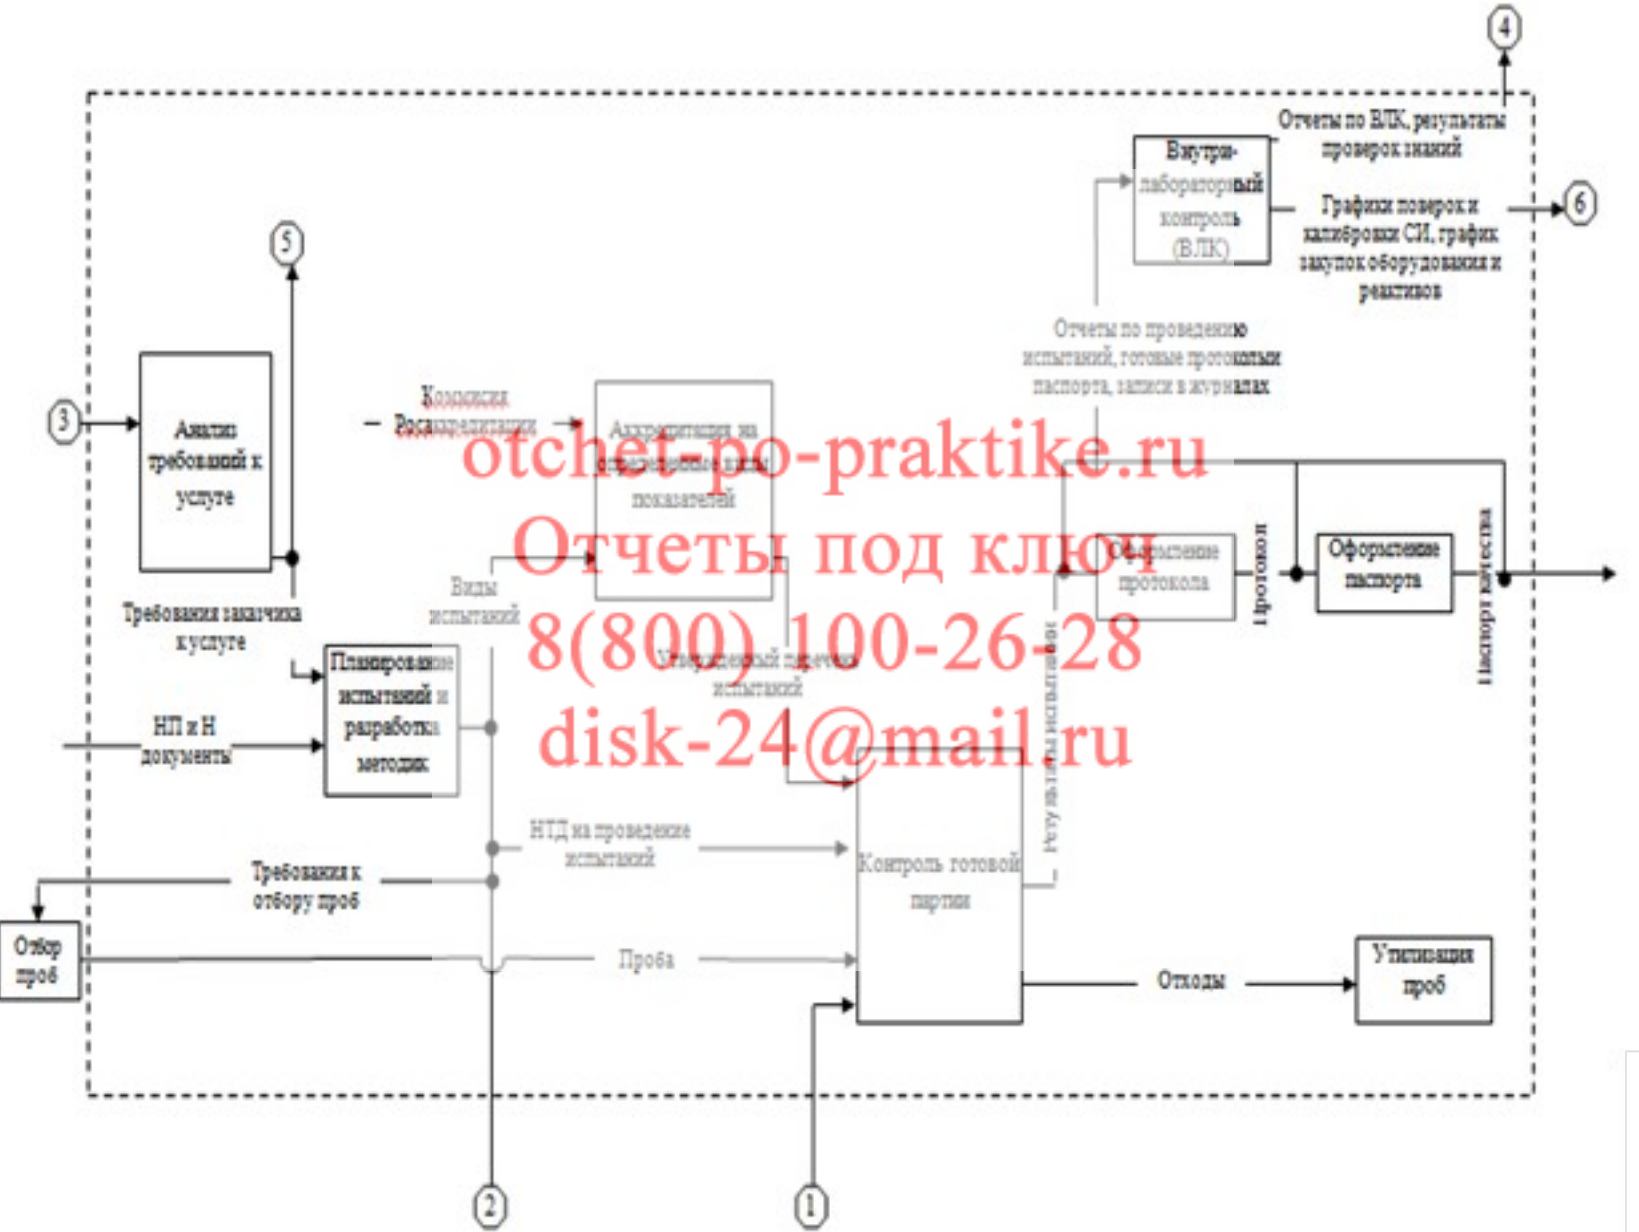 4
Отчеты по ВЛК, результаты
проверок знаний
Внутри-
лабораторный
контроль
(ВЛК)
6
Графики поверок и
калибровки СИ, график
закупок оборудования и
реактивов
5
Отчеты по проведению
испытаний, готовые протоколы и
паспорта, записи в журналах
3
Анализ
требований к
услуге
Коммисия
Росаккредитации
Аккредитация на
определенные виды
показателей
otchet-po-praktike.ru
Отчеты под ключ
8(800) 100-26-28
disk-24@mail.ru
Виды
испытаний
Оформление
протокола
Протокол
Оформление
паспорта
Паспорт качества
Требования заказчика
к услуге
Планирование
испытаний и
разработка
методик
Утвержденный перечень
испытаний
Результаты испытание
НП и Н
документы
НТД на проведение
испытаний
Контроль готовой
партии
Требования к
отбору проб
Отбор
проб
Проба
Отходы
Утилизация
проб
2
1